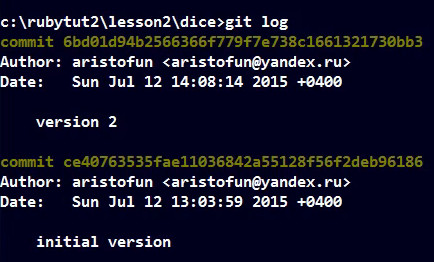 c:\rubytut2\lesson2\dice>git log
commit 6bd01d94b2566366f779f7e738c1661321730bb3
Author: aristofun <aristofun@yandex.ru>
Date:   Sun Jul 12 14:08:14 2015 +0400
version 2
commit ce40763535fae11036842a55128f56f2deb96186
Author: aristofun <aristofun@yandex.ru>
Date:   Sun Jul 12 13:03:59 2015 +0400
initial version